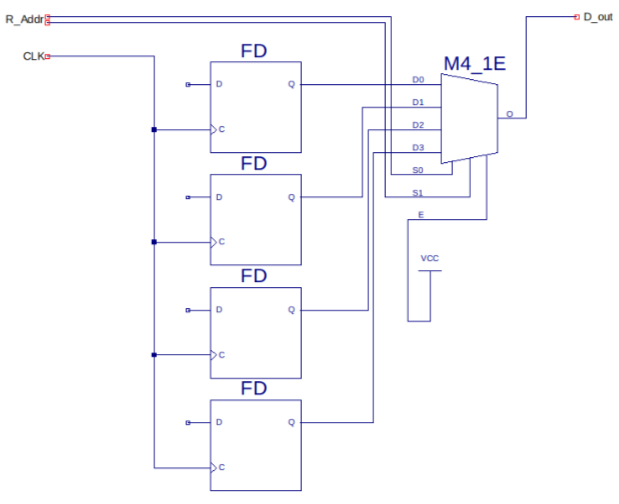 R_Addr
D_out
CLK
FD
D
Q
C
M4_1E
D0
D1
D2
D3
S0
S1
E
O
VCC
FD
D
Q
C
FD
D
Q
C
FD
D
Q
C